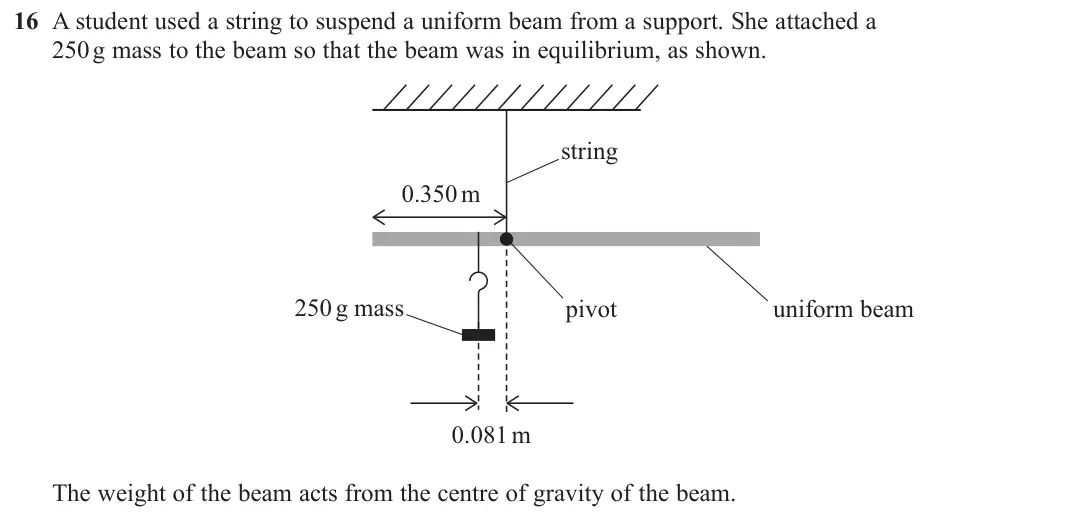 16 A student used a string to suspend a uniform beam from a support. She attached a
250 g mass to the beam so that the beam was in equilibrium, as shown.
string
0.350 m
250 g mass
pivot
uniform beam
0.081 m
The weight of the beam acts from the centre of gravity of the beam.